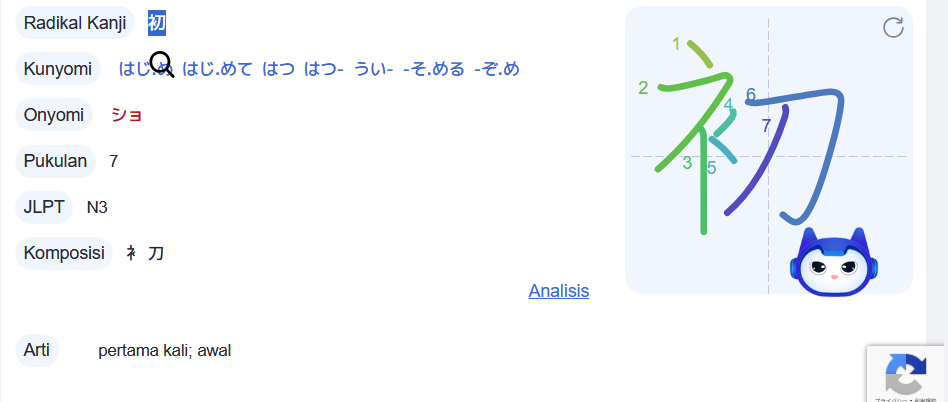 Radikal Kanji 初
Kunyomi はじ.め はじ.めて はつ はつ- うい- -そ.める -ぞ.め
Onyomi ショ
Pukulan 7
JLPT N3
Komposisi 衤 刀
Analisis
Arti pertama kali; awal
1
2
3
4
5
6
7